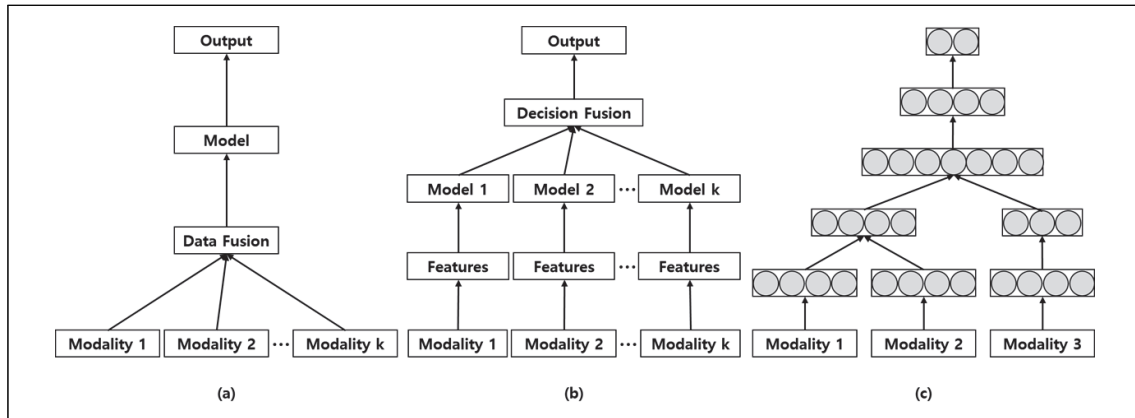 Output
Model
Data Fusion
Modality 1 Modality 2 ... Modality k
(a)
Output
Decision Fusion
Model 1 Model 2 ... Model k
Features Features ... Features
Modality 1 Modality 2 ... Modality k
(b)
Modality 1 Modality 2 Modality 3
(c)